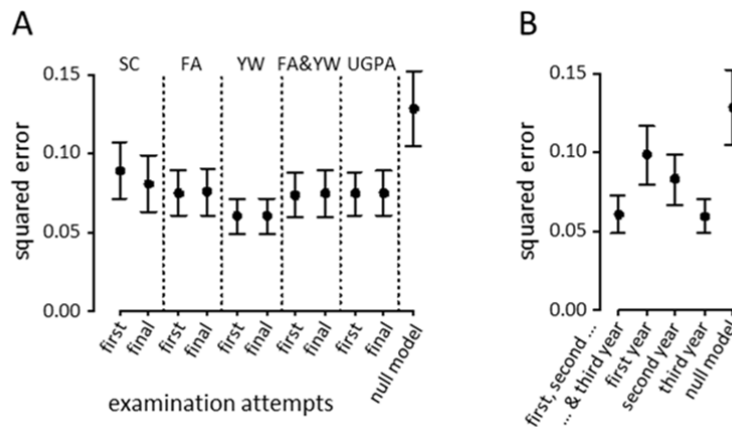 A
SC FA YW FA&YW UGPA
0.15
0.10
0.05
0.00
squared error
first final first final first final first final first final null model
examination attempts
B
0.15
0.10
0.05
0.00
squared error
first, second ...
... & third year
first year
second year
third year
null model